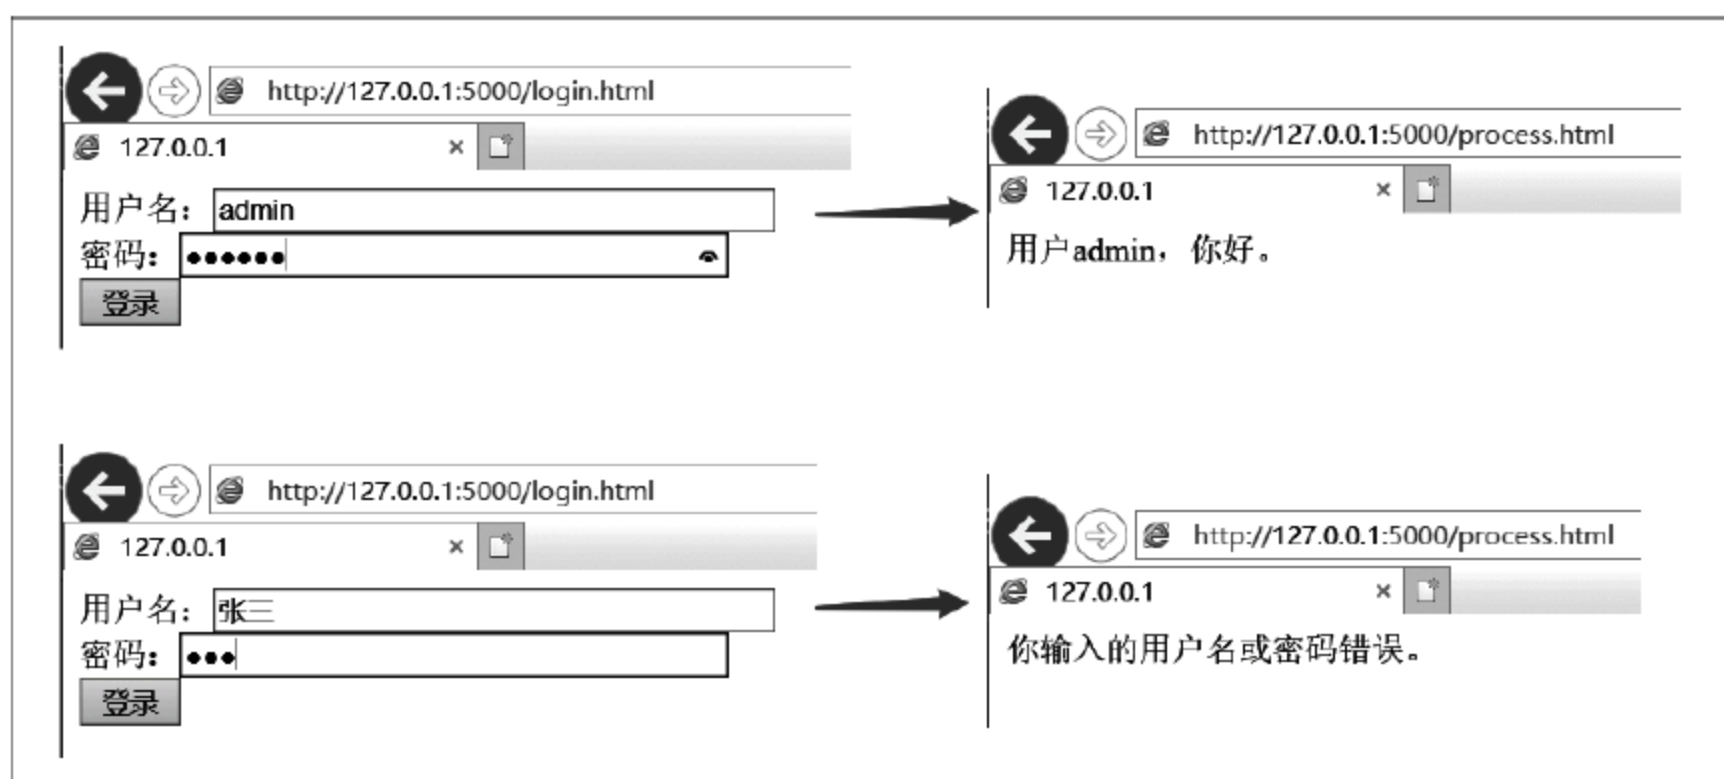 http://127.0.0.1:5000/login.html
127.0.0.1 ×
用户名：admin
密码：●●●●●●
登录
http://127.0.0.1:5000/process.html
127.0.0.1 ×
用户admin，你好。
http://127.0.0.1:5000/login.html
127.0.0.1 ×
用户名：张三
密码：●●●
登录
http://127.0.0.1:5000/process.html
127.0.0.1 ×
你输入的用户名或密码错误。